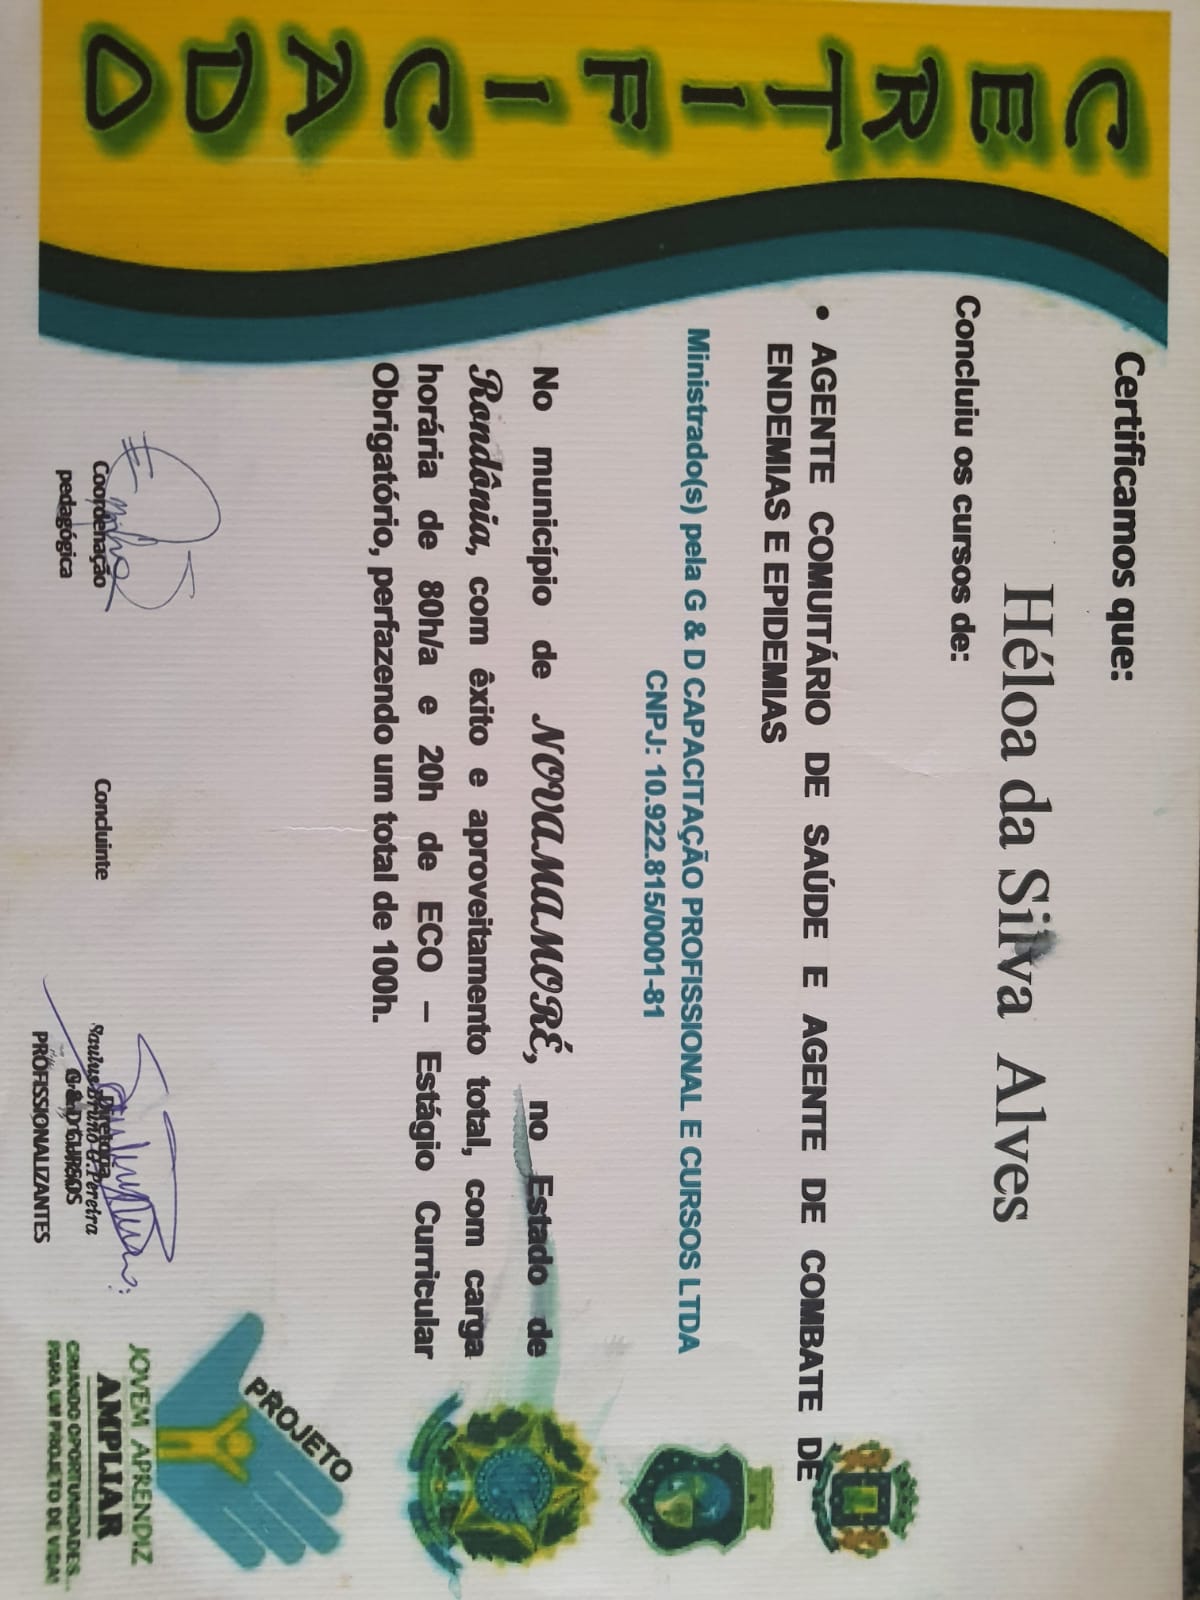 CERTIFICADO
Certificamos que:
Héloa da Silva Alves
Concluiu os cursos de:
• AGENTE COMUITÁRIO DE SAÚDE E AGENTE DE COMBATE DE
ENDEMIAS E EPIDEMIAS
Ministrado(s) pela G & D CAPACITAÇÃO PROFISSIONAL E CURSOS LTDA
CNPJ: 10.922.815/0001-81
No município de NOVAMAMORÉ, no Estado de
Rondônia, com êxito e aproveitamento total, com carga
horária de 80h/a e 20h de ECO – Estágio Curricular
Obrigatório, perfazendo um total de 100h.
Coordenação
pedagógica
Concluinte
Diretoria
Saulus Bruno G. Pereira
G & D CURSOS
PROFISSIONALIZANTES
PROJETO
JOVEM APRENDIZ
AMPLIAR
CRIANDO OPORTUNIDADES...
PARA UM PROJETO DE VIDA!